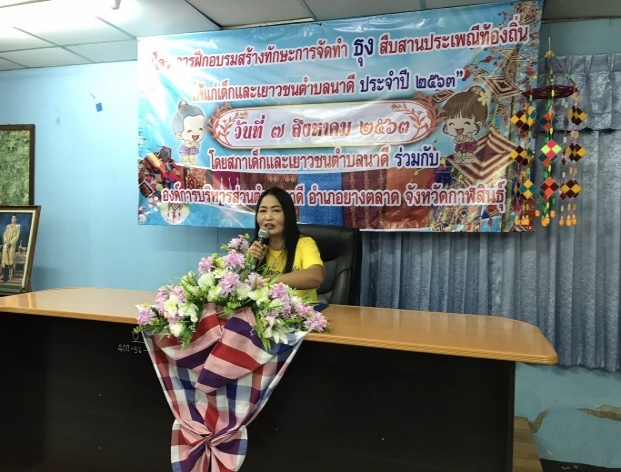 โครงการฝึกอบรมสร้างทักษะการจัดทำ ธุง สืบสานประเพณีท้องถิ่น
ให้แก่เด็กและเยาวชนตำบลนาดี ประจำปี ๒๕๖๓”
วันที่ ๗ สิงหาคม ๒๕๖๓
โดยสภาเด็กและเยาวชนตำบลนาดี ร่วมกับ
องค์การบริหารส่วนตำบลนาดี อำเภอยางตลาด จังหวัดกาฬสินธุ์